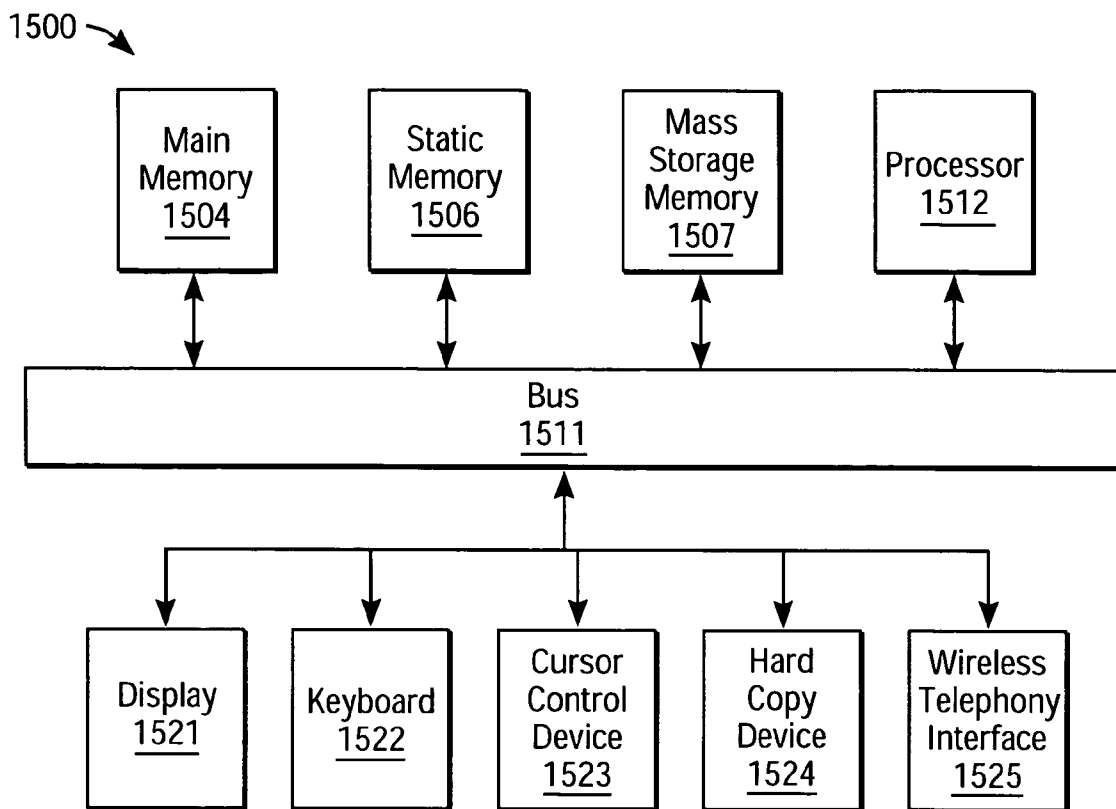 1500
Main
Memory
1504
Static
Memory
1506
Mass
Storage
Memory
1507
Processor
1512
Bus
1511
Display
1521
Keyboard
1522
Cursor
Control
Device
1523
Hard
Copy
Device
1524
Wireless
Telephony
Interface
1525